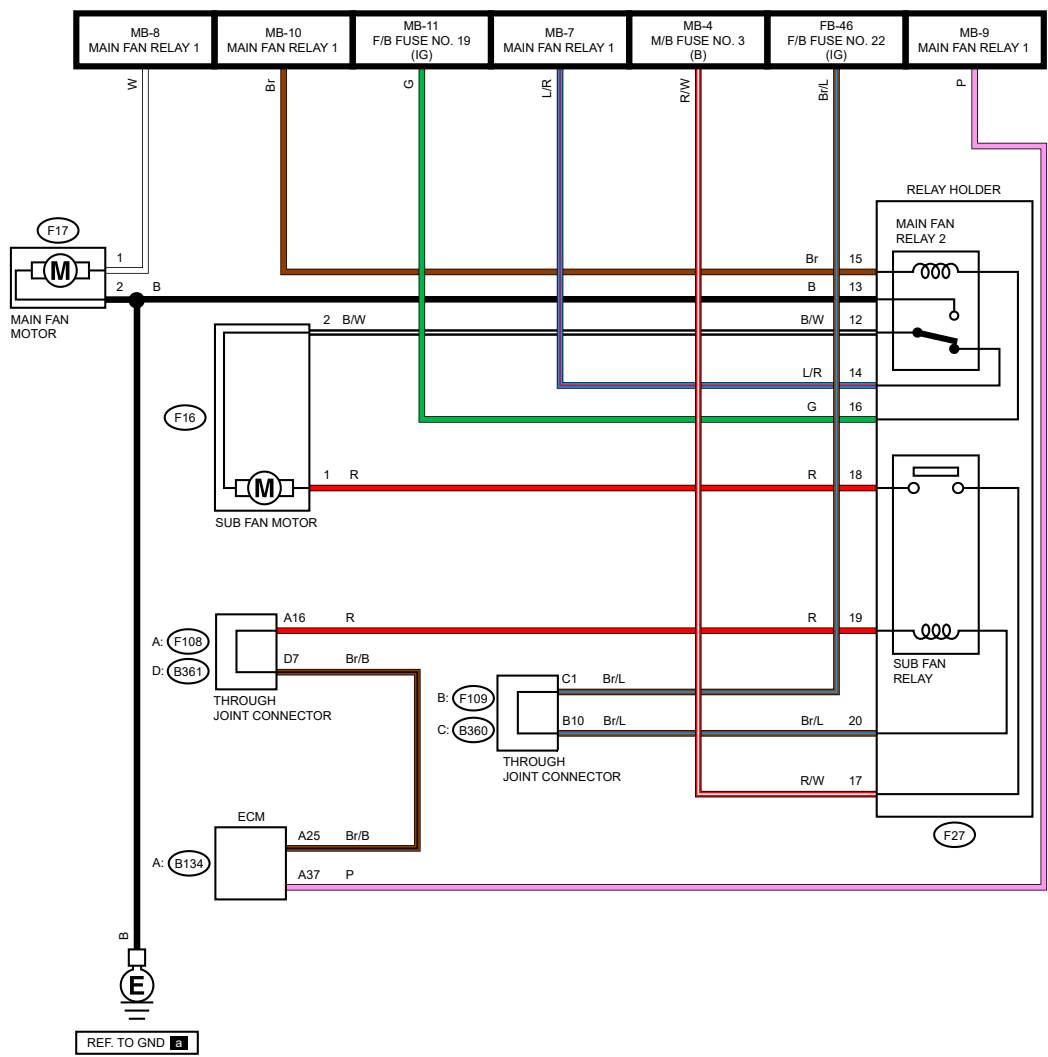 MB-8
MAIN FAN RELAY 1
MB-10
MAIN FAN RELAY 1
MB-11
F/B FUSE NO. 19
(IG)
MB-7
MAIN FAN RELAY 1
MB-4
M/B FUSE NO. 3
(B)
FB-46
F/B FUSE NO. 22
(IG)
MB-9
MAIN FAN RELAY 1
W
Br
G
L/R
R/W
Br/L
P
RELAY HOLDER
MAIN FAN
RELAY 2
F17
M
1
2
B
MAIN FAN
MOTOR
Br
15
B
13
2
B/W
B/W
12
L/R
14
G
16
F16
M
1
R
R
18
SUB FAN MOTOR
A16
R
R
19
A:
F108
D:
B361
D7
Br/B
THROUGH
JOINT CONNECTOR
SUB FAN
RELAY
B:
F109
C:
B360
C1
Br/L
B10
Br/L
Br/L
20
THROUGH
JOINT CONNECTOR
R/W
17
F27
ECM
A:
B134
A25
Br/B
A37
P
B
E
REF. TO GND a